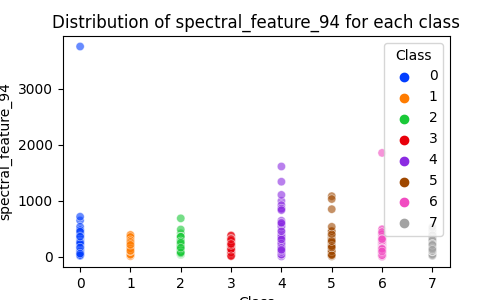 Distribution of spectral_feature_94 for each class
spectral_feature_94
3000
2000
1000
0
Class
0
1
2
3
4
5
6
7
0 1 2 3 4 5 6 7
Class